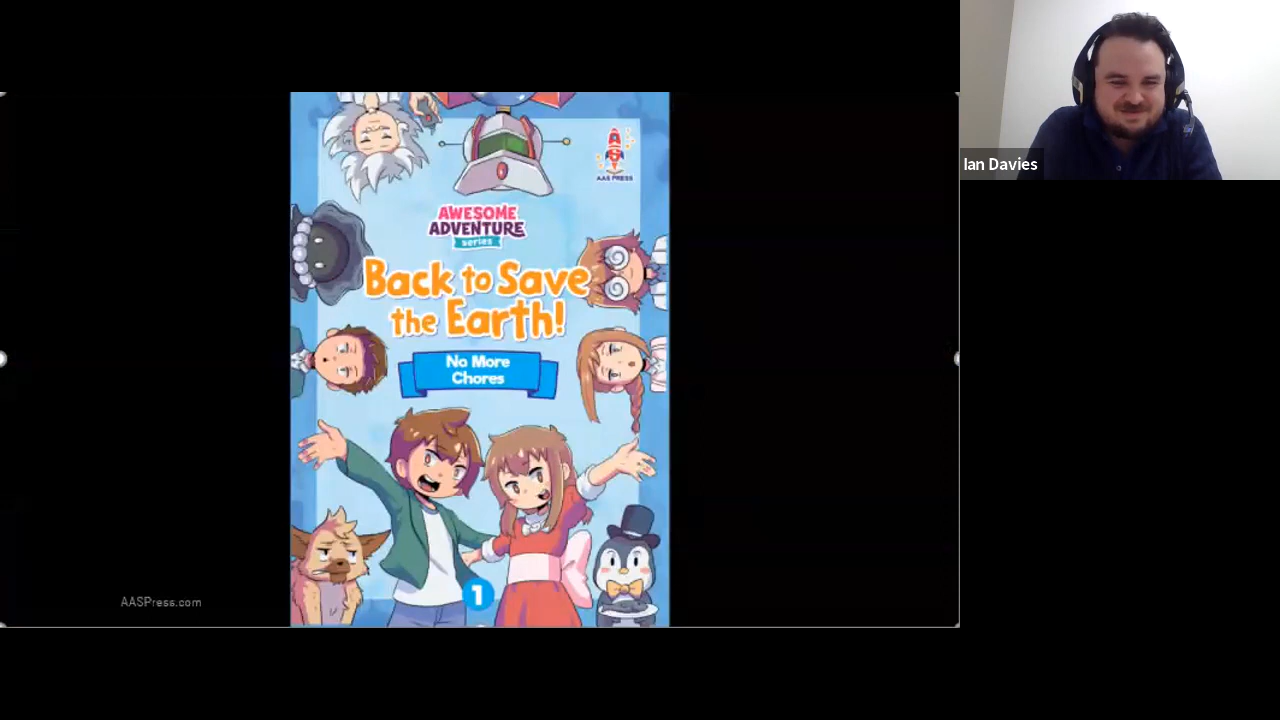 Ian Davies
AAS PRESS
AWESOME
ADVENTURE
series
Back to Save
the Earth!
No More
Chores
1
AASPress.com